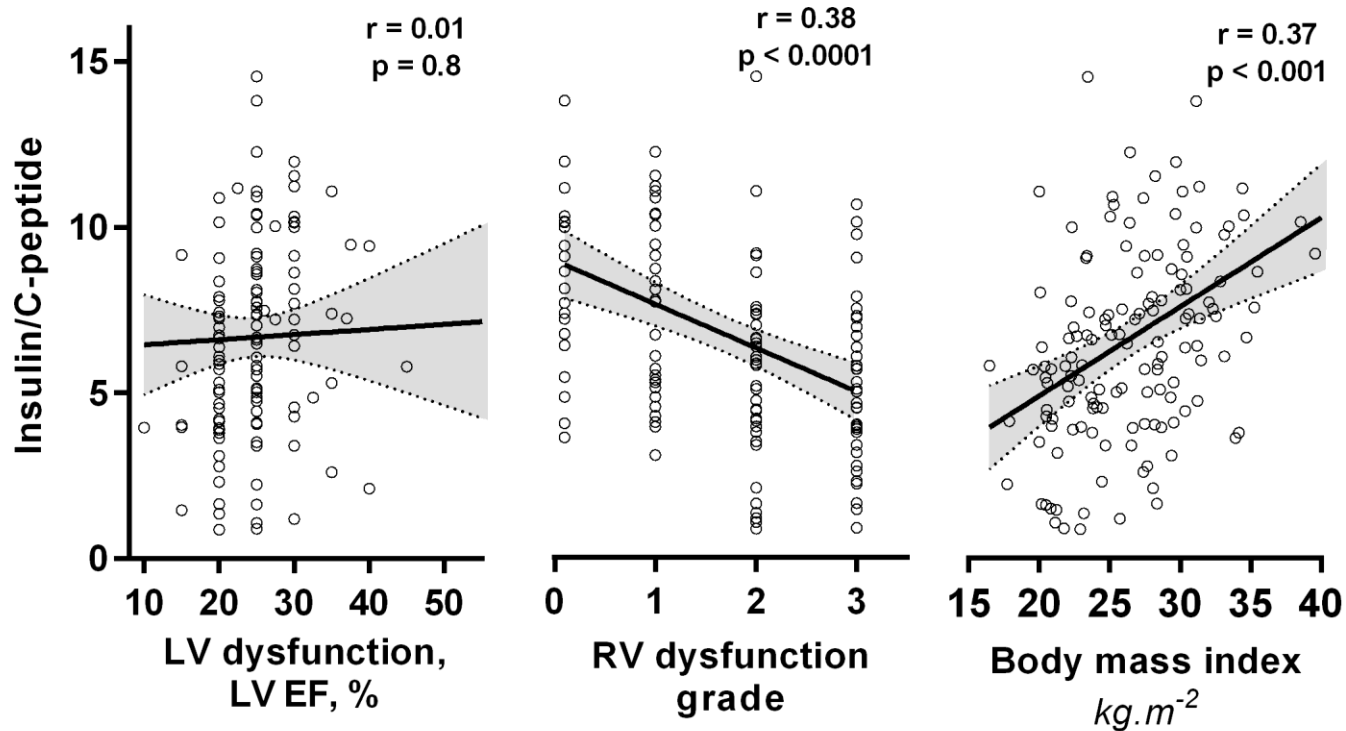 r = 0.01
p = 0.8
r = 0.38
p < 0.0001
r = 0.37
p < 0.001
Insulin/C-peptide
15
10
5
0
10 20 30 40 50
LV dysfunction,
LV EF, %
0 1 2 3
RV dysfunction
grade
15 20 25 30 35 40
Body mass index
kg.m⁻²